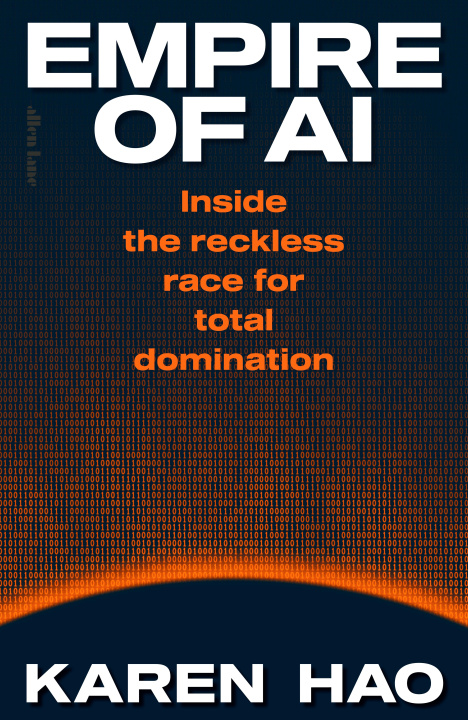 EMPIRE
OF AI
allen lane
Inside
the reckless
race for
total
domination
KAREN HAO